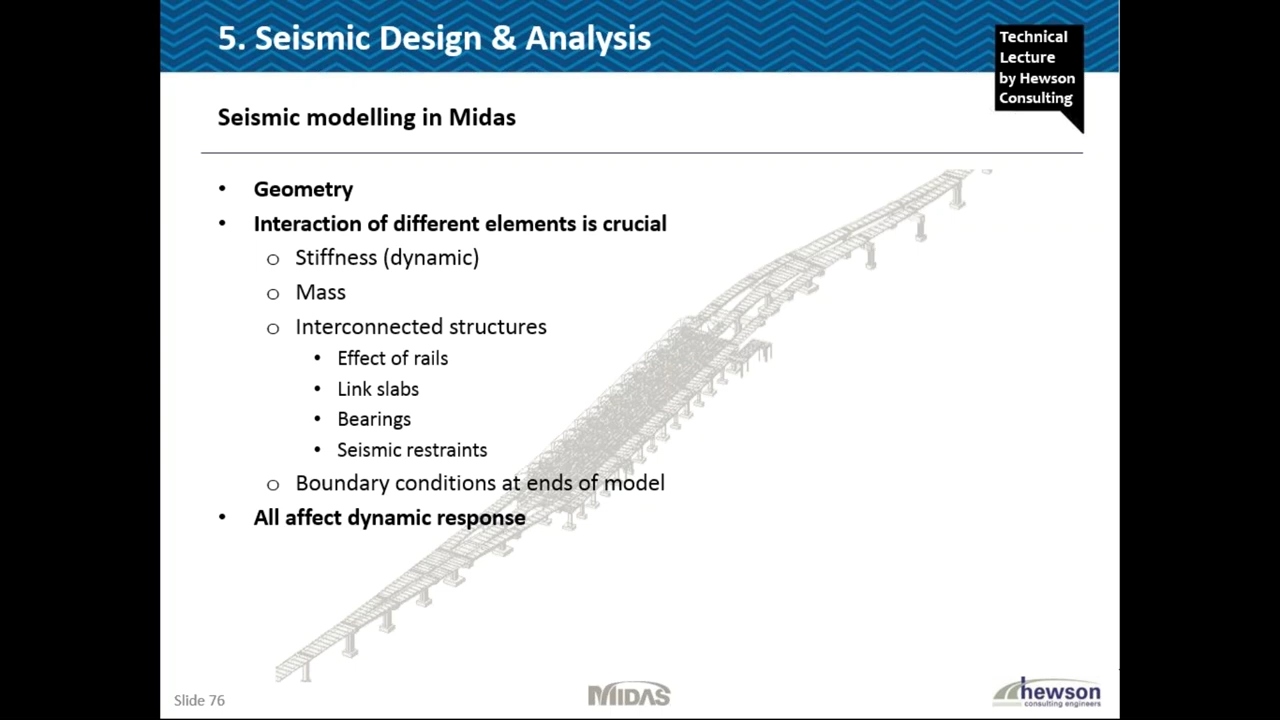 5. Seismic Design & Analysis
Technical
Lecture
by Hewson
Consulting
Seismic modelling in Midas
• Geometry
• Interaction of different elements is crucial
o Stiffness (dynamic)
o Mass
o Interconnected structures
• Effect of rails
• Link slabs
• Bearings
• Seismic restraints
o Boundary conditions at ends of model
• All affect dynamic response
Slide 76
MIDAS
hewson
consulting engineers